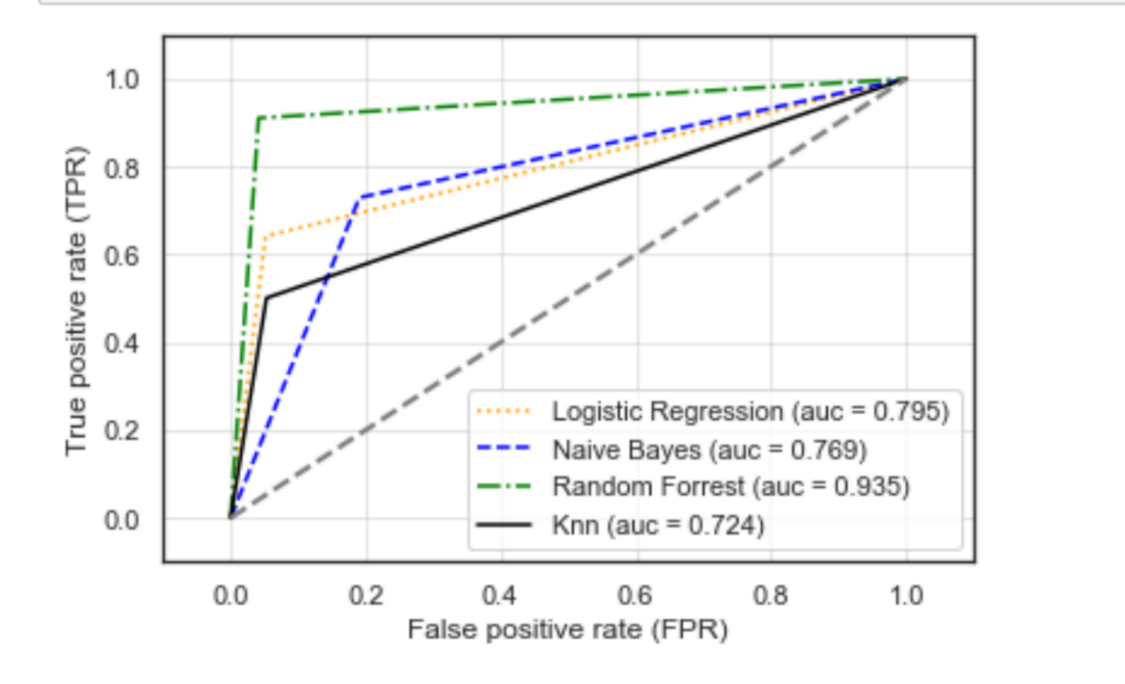 1.0
0.8
0.6
0.4
0.2
0.0
True positive rate (TPR)
Logistic Regression (auc = 0.795)
Naive Bayes (auc = 0.769)
Random Forrest (auc = 0.935)
Knn (auc = 0.724)
0.0 0.2 0.4 0.6 0.8 1.0
False positive rate (FPR)